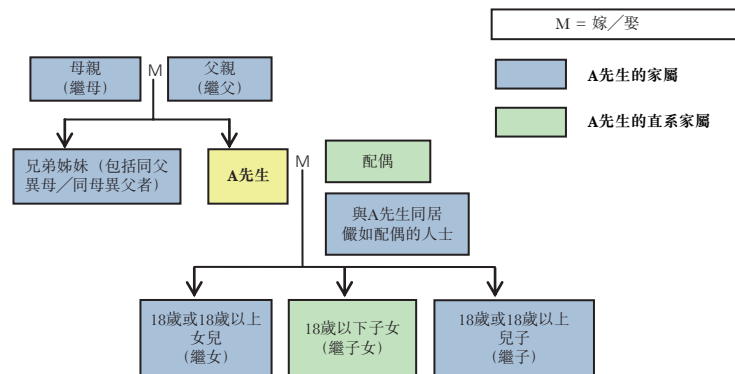 M = 嫁／娶
A先生的家屬
A先生的直系家屬
母親
(繼母)
M
父親
(繼父)
兄弟姊妹（包括同父
異母／同母異父者）
A先生
M
配偶
與A先生同居
儼如配偶的人士
18歲或18歲以上
女兒
(繼女)
18歲以下子女
(繼子女)
18歲或18歲以上
兒子
(繼子)